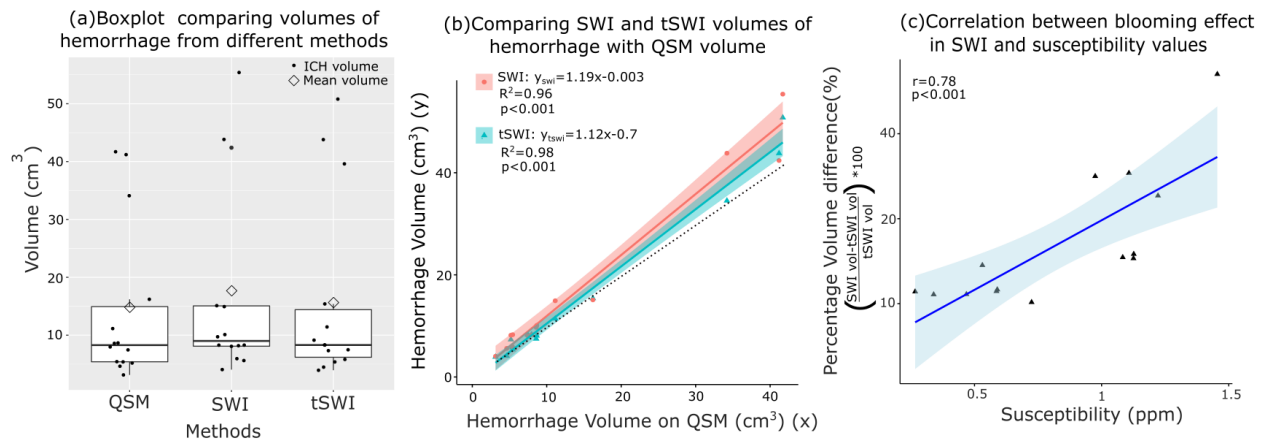 (a)Boxplot comparing volumes of
hemorrhage from different methods
ICH volume
Mean volume
Volume (cm3)
50
40
30
20
10
QSM
SWI
tSWI
Methods
(b)Comparing SWI and tSWI volumes of
hemorrhage with QSM volume
SWI: yswi=1.19x-0.003
R2=0.96
p<0.001
tSWI: ytswi=1.12x-0.7
R2=0.98
p<0.001
Hemorrhage Volume (cm3) (y)
40
20
0
0
10
20
30
40
Hemorrhage Volume on QSM (cm3) (x)
(c)Correlation between blooming effect
in SWI and susceptibility values
r=0.78
p<0.001
Percentage Volume difference(%)
(SWI vol-tSWI vol
tSWI vol) *100
40
20
10
0.5
1
1.5
Susceptibility (ppm)